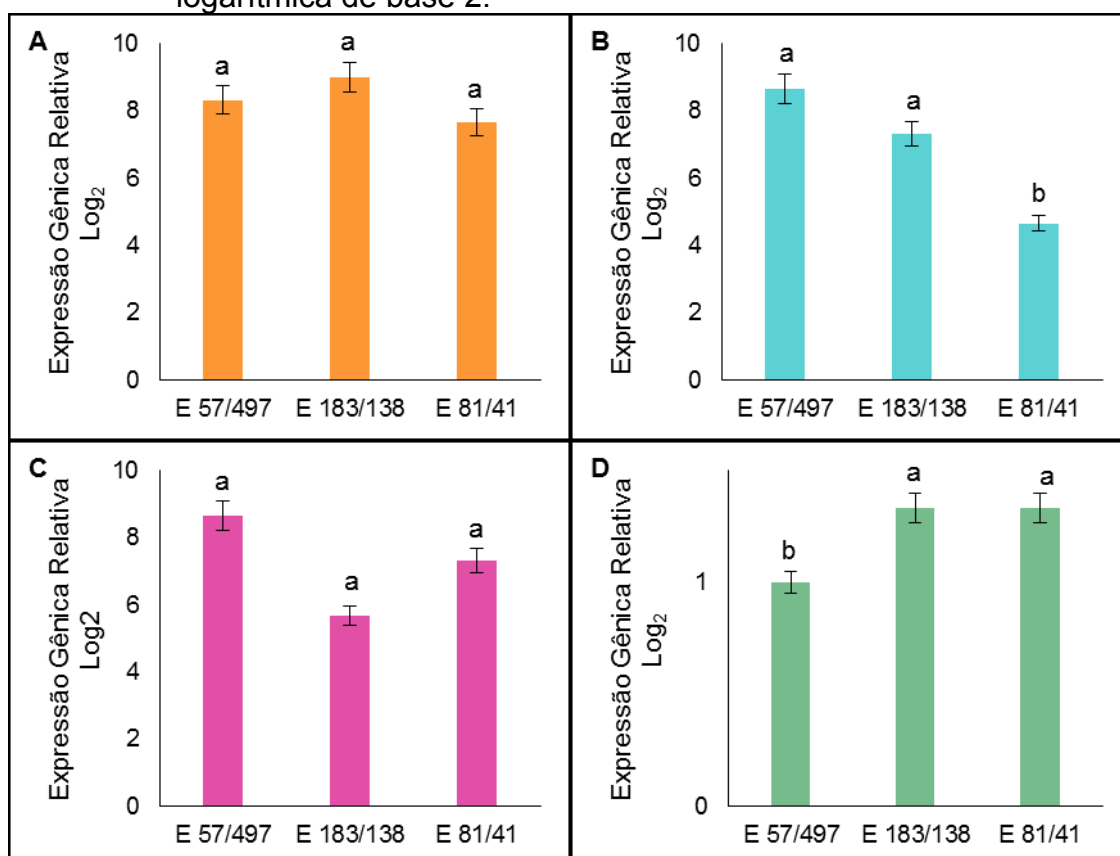 logarítmica de base 2.
A
Expressão Gênica Relativa
Log₂
10
8
6
4
2
0
a
a
a
E 57/497 E 183/138 E 81/41
B
Expressão Gênica Relativa
Log₂
10
8
6
4
2
0
a
a
b
E 57/497 E 183/138 E 81/41
C
Expressão Gênica Relativa
Log2
10
8
6
4
2
0
a
a
a
E 57/497 E 183/138 E 81/41
D
Expressão Gênica Relativa
Log₂
1
0
b
a
a
E 57/497 E 183/138 E 81/41